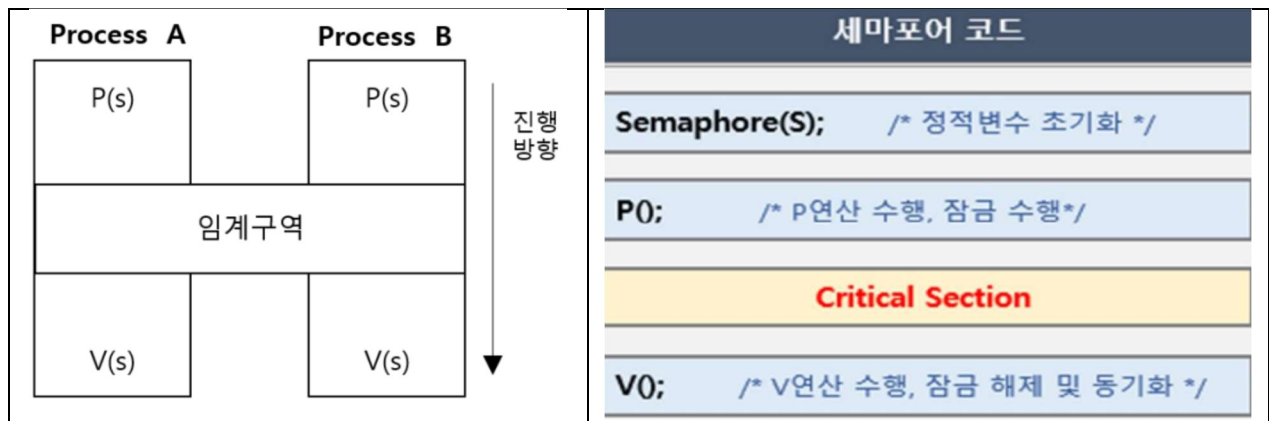 Process A
Process B
P(s)
P(s)
진행
방향
임계구역
V(s)
V(s)
세마포어 코드
Semaphore(S); /* 정적변수 초기화 */
P(); /* P연산 수행, 잠금 수행*/
Critical Section
V(); /* V연산 수행, 잠금 해제 및 동기화 */